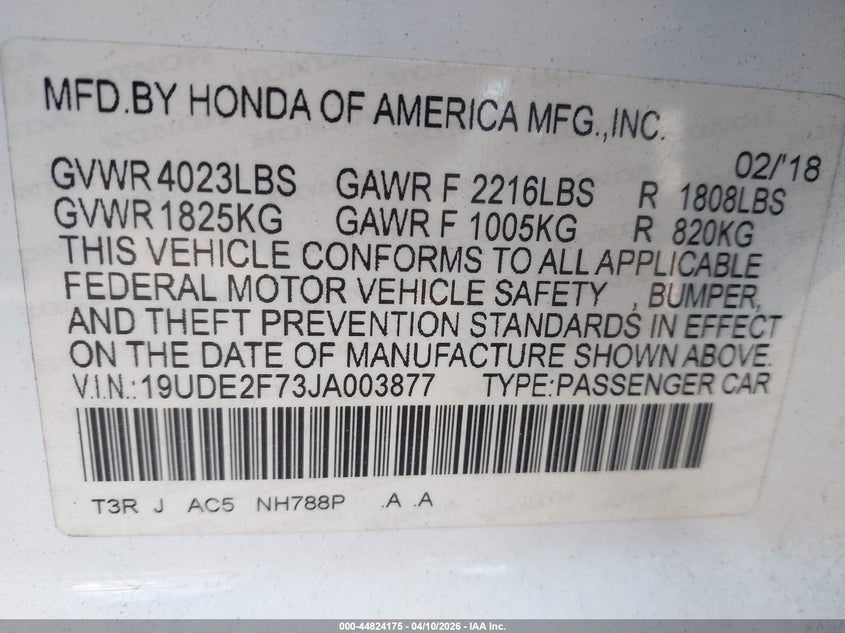 MFD.BY HONDA OF AMERICA MFG.,INC.
02/'18
GVWR 4023LBS GAWR F 2216LBS R 1808LBS
GVWR 1825KG GAWR F 1005KG R 820KG
THIS VEHICLE CONFORMS TO ALL APPLICABLE
FEDERAL MOTOR VEHICLE SAFETY , BUMPER,
AND THEFT PREVENTION STANDARDS IN EFFECT
ON THE DATE OF MANUFACTURE SHOWN ABOVE.
V.I.N.:19UDE2F73JA003877 TYPE:PASSENGER CAR
T3R J AC5 NH788P .A .A
000-44824175 - 04/10/2026 - IAA Inc.